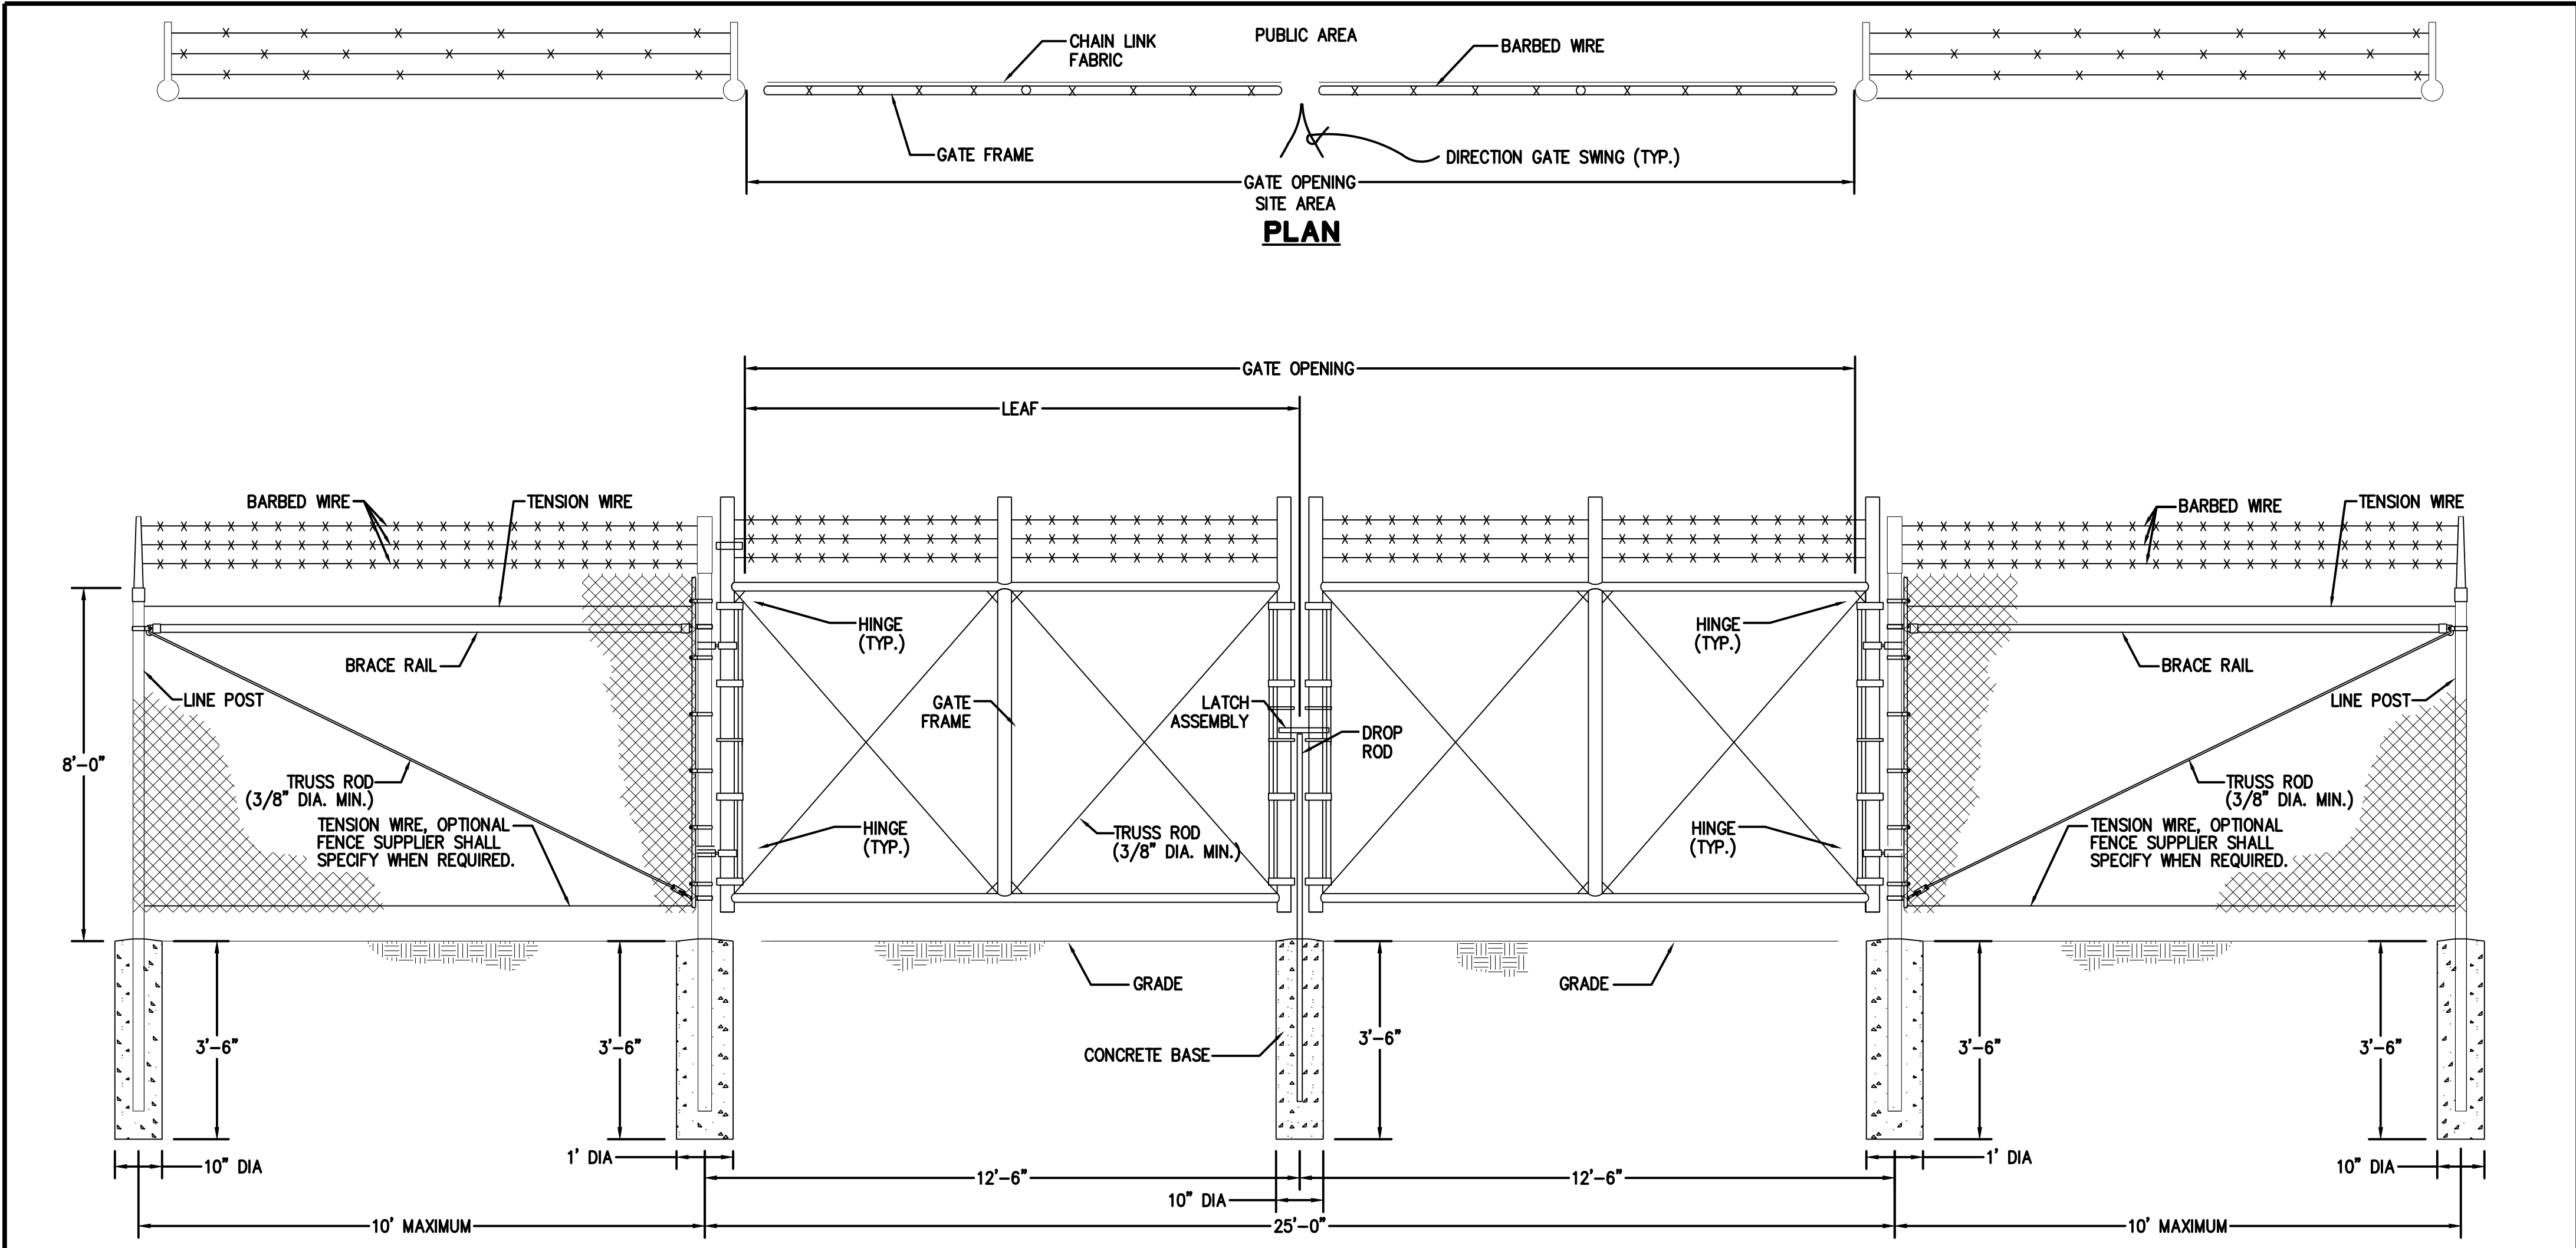 PUBLIC AREA
CHAIN LINK
FABRIC
BARBED WIRE
GATE FRAME
DIRECTION GATE SWING (TYP.)
GATE OPENING
SITE AREA
PLAN
GATE OPENING
LEAF
BARBED WIRE
TENSION WIRE
BARBED WIRE
TENSION WIRE
HINGE
(TYP.)
HINGE
(TYP.)
BRACE RAIL
BRACE RAIL
LINE POST
GATE
FRAME
LATCH
ASSEMBLY
DROP
ROD
LINE POST
8'-0"
TRUSS ROD
(3/8" DIA. MIN.)
TRUSS ROD
(3/8" DIA. MIN.)
TENSION WIRE, OPTIONAL
FENCE SUPPLIER SHALL
SPECIFY WHEN REQUIRED.
HINGE
(TYP.)
TRUSS ROD
(3/8" DIA. MIN.)
HINGE
(TYP.)
TENSION WIRE, OPTIONAL
FENCE SUPPLIER SHALL
SPECIFY WHEN REQUIRED.
GRADE
GRADE
3'-6"
3'-6"
CONCRETE BASE
3'-6"
3'-6"
3'-6"
10" DIA
1' DIA
1' DIA
10" DIA
12'-6"
12'-6"
10" DIA
10' MAXIMUM
25'-0"
10' MAXIMUM